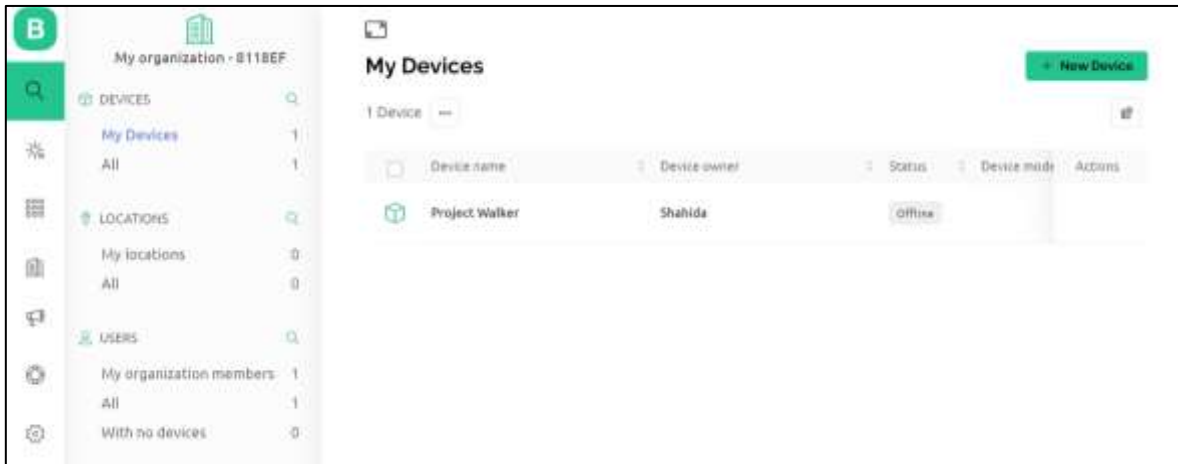 B
My organization - 8118EF
DEVICES
My Devices 1
All 1
LOCATIONS
My locations 0
All 0
USERS
My organization members 1
All 1
With no devices 0
My Devices
+ New Device
1 Device ...
Device name Device owner Status Device mode Actions
Project Walker Shahida Offline